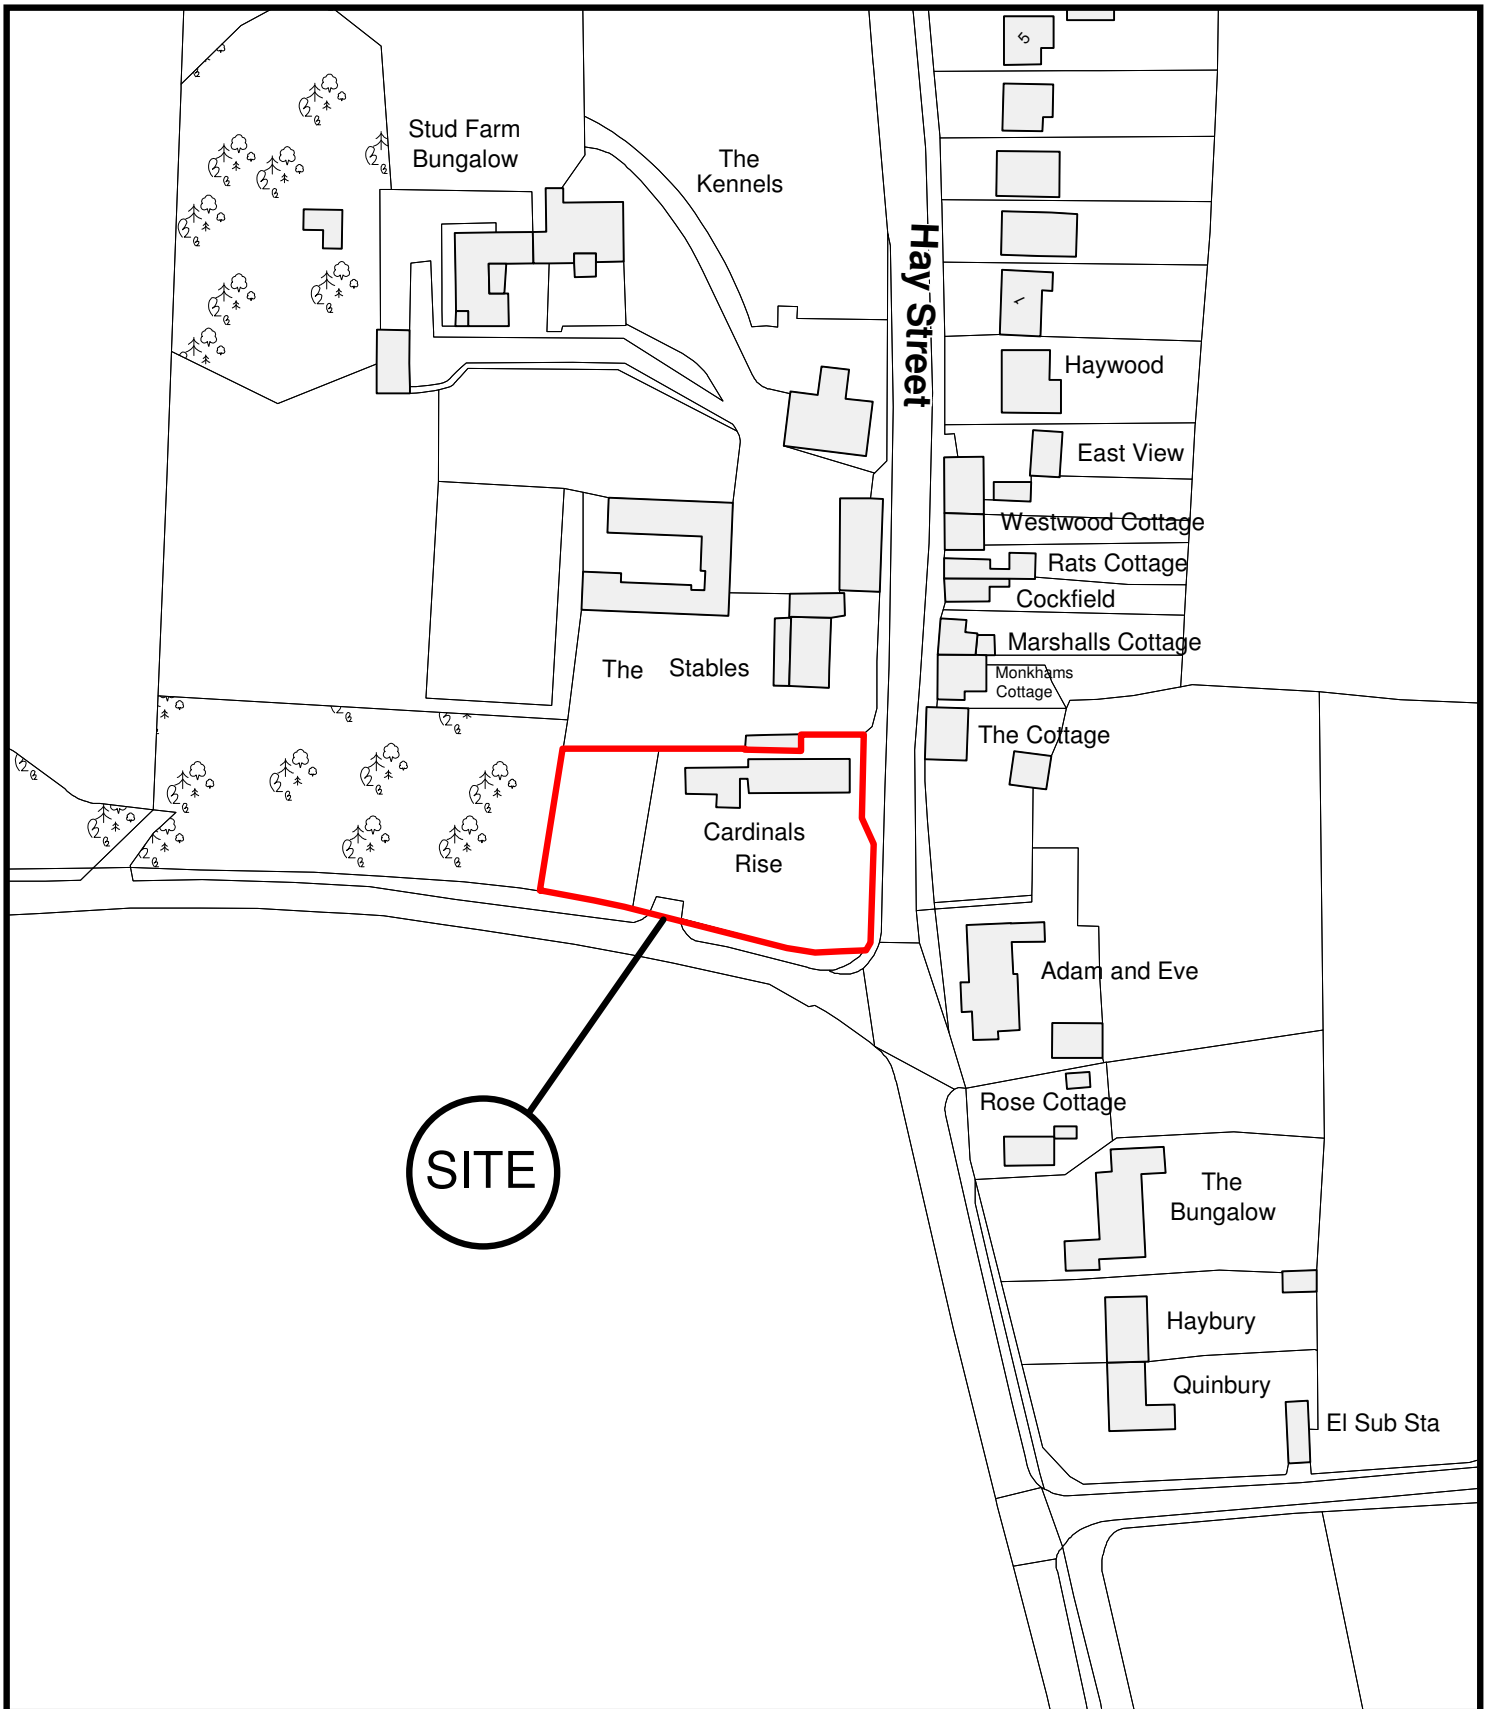 5
Stud Farm
Bungalow
The
Kennels
Hay Street
1
Haywood
East View
Westwood Cottage
Rats Cottage
Cockfield
Marshalls Cottage
Monkhams
Cottage
The Stables
The Cottage
Cardinals
Rise
Adam and Eve
Rose Cottage
SITE
The
Bungalow
Haybury
Quinbury
El Sub Sta